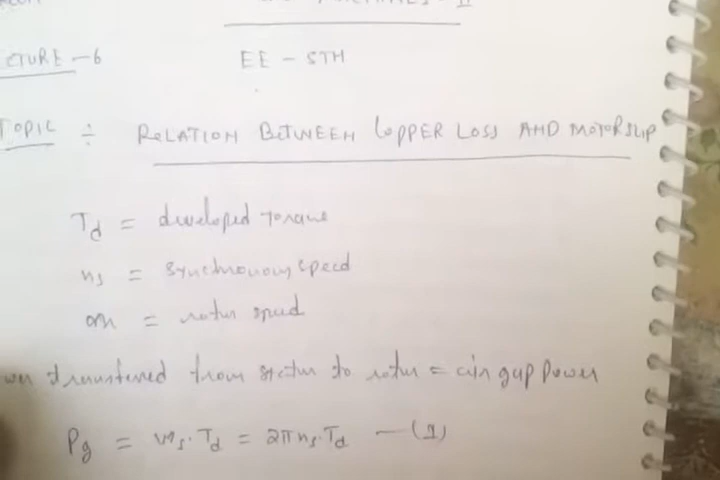 CTURE - 6 EE - 5TH
TOPIC ÷ RELATION BETWEEN COPPER LOSS AND MOTOR SLIP
Td = developed torque
ns = synchronous speed
= rotor speed
transferred from stator to rotor = air gap power
Pg = ωs.Td = 2πns.Td — (1)